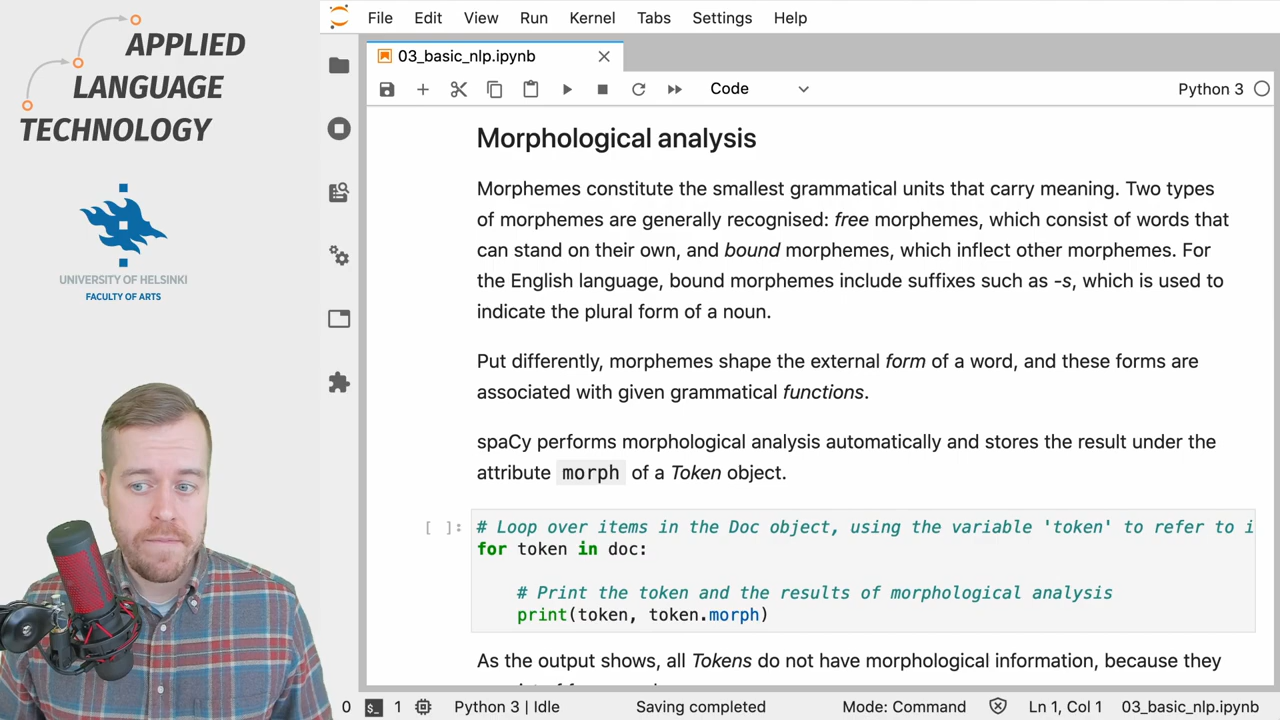 APPLIED
LANGUAGE
TECHNOLOGY
UNIVERSITY OF HELSINKI
FACULTY OF ARTS
File Edit View Run Kernel Tabs Settings Help
03_basic_nlp.ipynb
Code
Python 3
Morphological analysis
Morphemes constitute the smallest grammatical units that carry meaning. Two types
of morphemes are generally recognised: free morphemes, which consist of words that
can stand on their own, and bound morphemes, which inflect other morphemes. For
the English language, bound morphemes include suffixes such as -s, which is used to
indicate the plural form of a noun.
Put differently, morphemes shape the external form of a word, and these forms are
associated with given grammatical functions.
spaCy performs morphological analysis automatically and stores the result under the
attribute morph of a Token object.
[ ]: # Loop over items in the Doc object, using the variable 'token' to refer to i
for token in doc:
# Print the token and the results of morphological analysis
print(token, token.morph)
As the output shows, all Tokens do not have morphological information, because they
0 $_ 1 Python 3 | Idle Saving completed Mode: Command Ln 1, Col 1 03_basic_nlp.ipynb